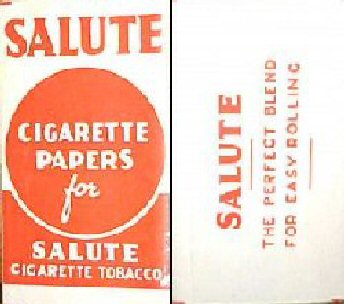 SALUTE
CIGARETTE
PAPERS
for
SALUTE
CIGARETTE TOBACCO
SALUTE
THE PERFECT BLEND
FOR EASY ROLLING